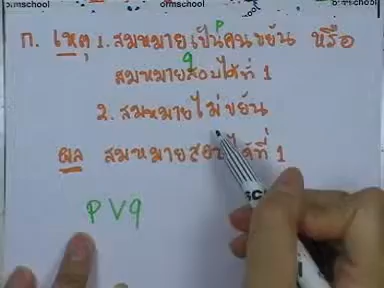 ormschool
ormschool
p
ก. เหตุ 1. สมหมายเป็นคนขยัน หรือ
q
สมหมายสอบได้ที่ 1
2. สมหมายไม่ขยัน
ผล สมหมายสอบได้ที่ 1
p V q